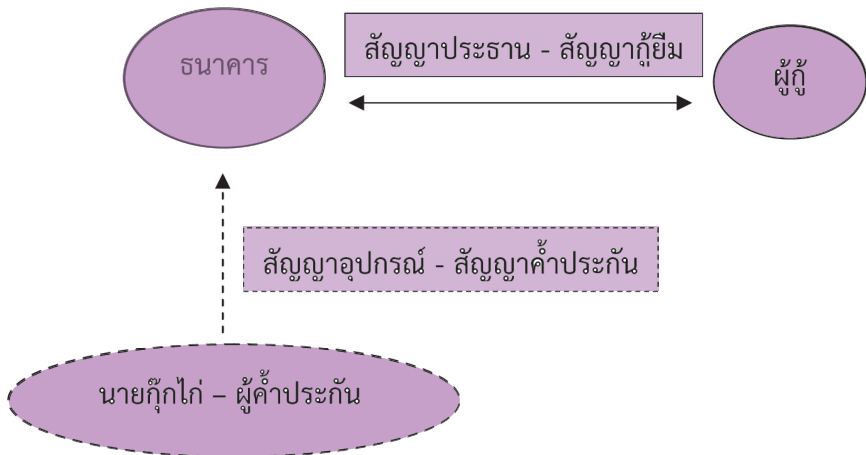 ธนาคาร
สัญญาประธาน - สัญญากู้ยืม
ผู้กู้
สัญญาอุปกรณ์ - สัญญาค้ำประกัน
นายกุ๊กไก่ – ผู้ค้ำประกัน